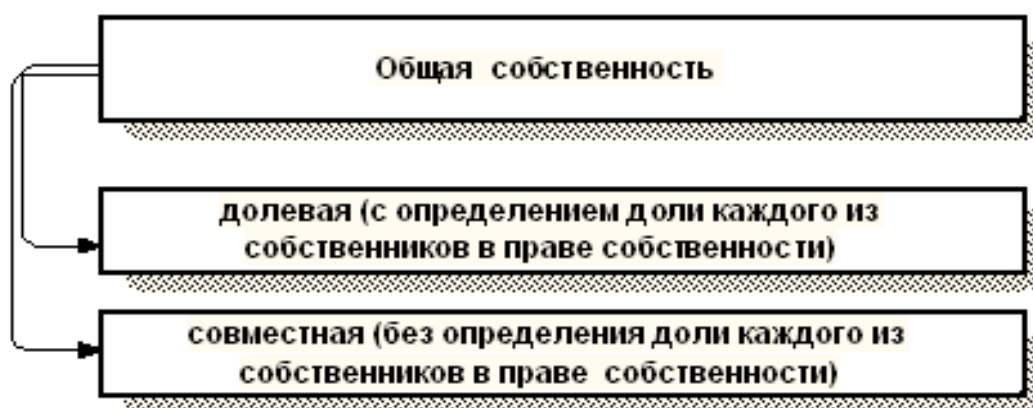 Общая собственность
долевая (с определением доли каждого из
собственников в праве собственности)
совместная (без определения доли каждого из
собственников в праве собственности)